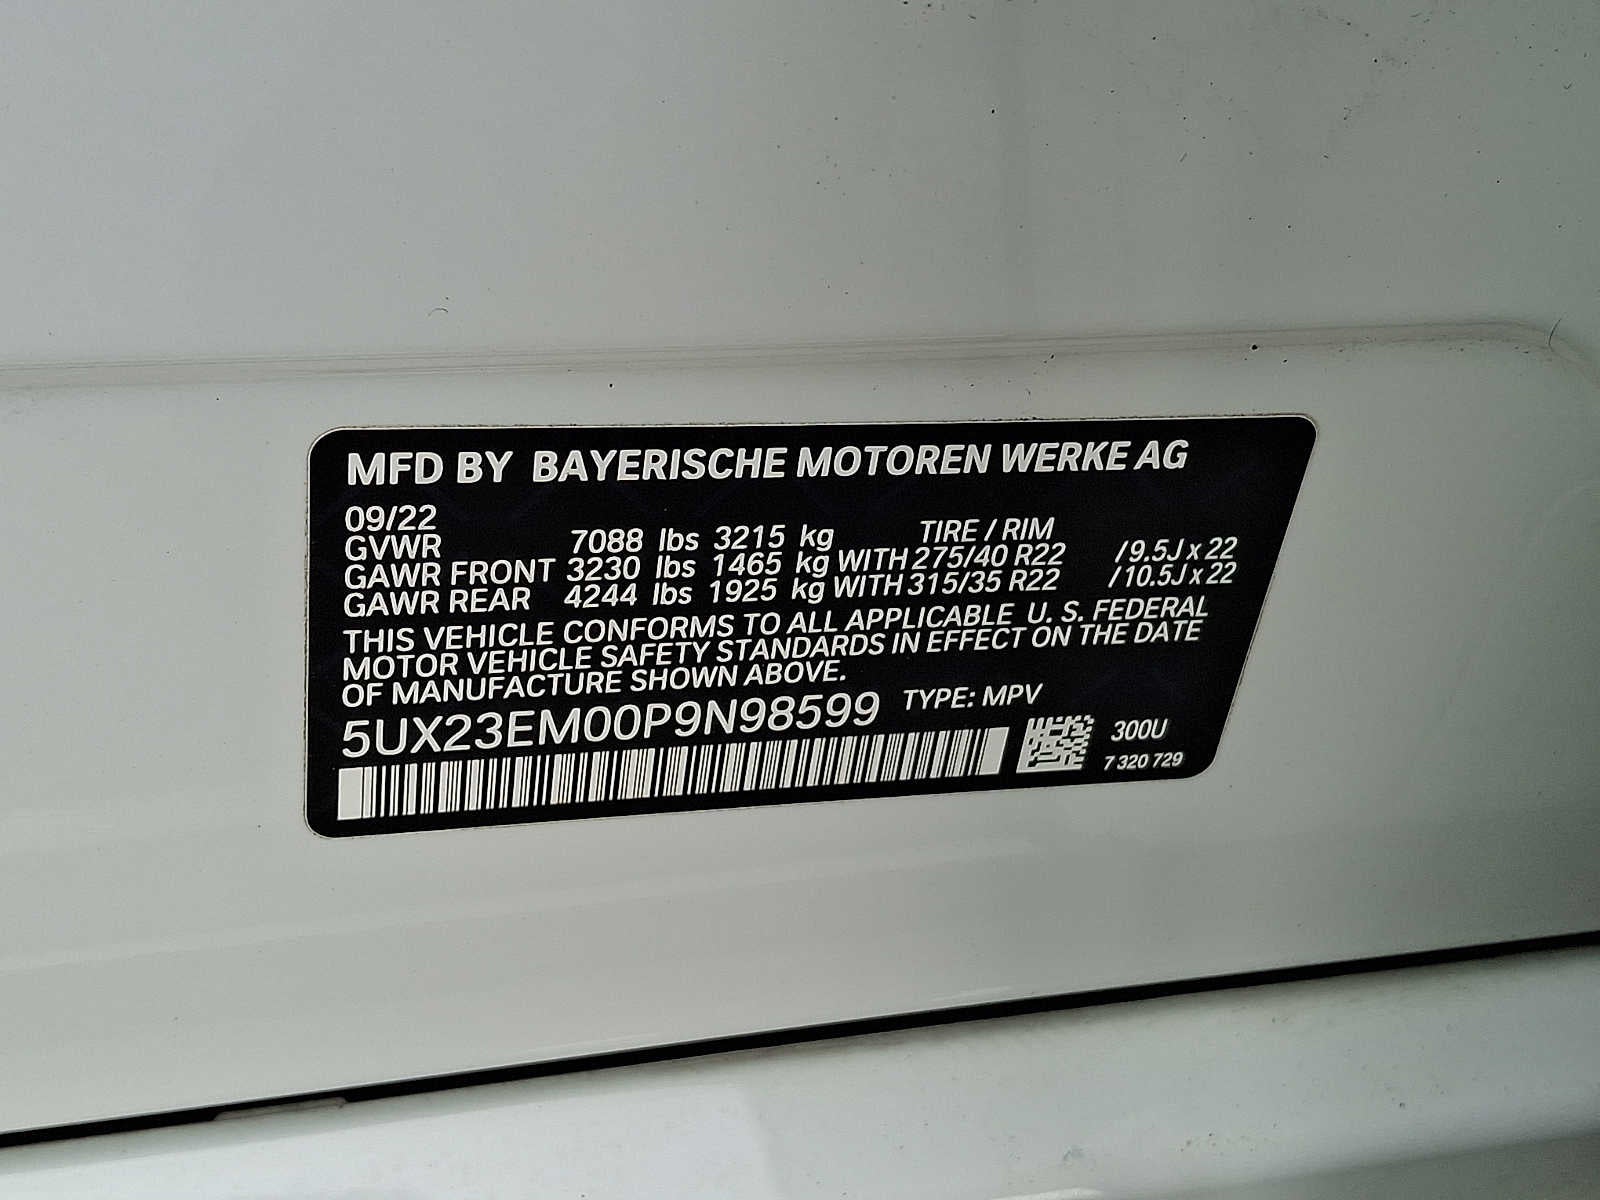 MFD BY BAYERISCHE MOTOREN WERKE AG
09/22
GVWR 7088 lbs 3215 kg TIRE / RIM
GAWR FRONT 3230 lbs 1465 kg WITH 275/40 R22 /9.5J x 22
GAWR REAR 4244 lbs 1925 kg WITH 315/35 R22 /10.5J x 22
THIS VEHICLE CONFORMS TO ALL APPLICABLE U. S. FEDERAL
MOTOR VEHICLE SAFETY STANDARDS IN EFFECT ON THE DATE
OF MANUFACTURE SHOWN ABOVE.
5UX23EM00P9N98599 TYPE: MPV
300U
7 320 729